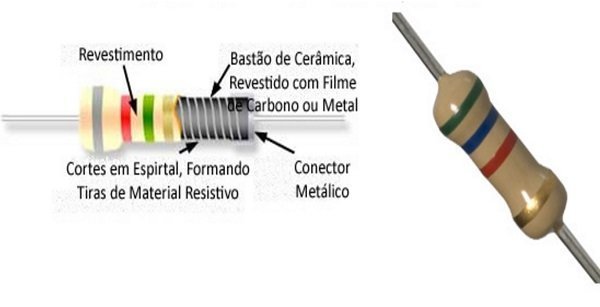 Revestimento
Bastão de Cerâmica,
Revestido com Filme
de Carbono ou Metal
Cortes em Espirtal, Formando
Tiras de Material Resistivo
Conector
Metálico